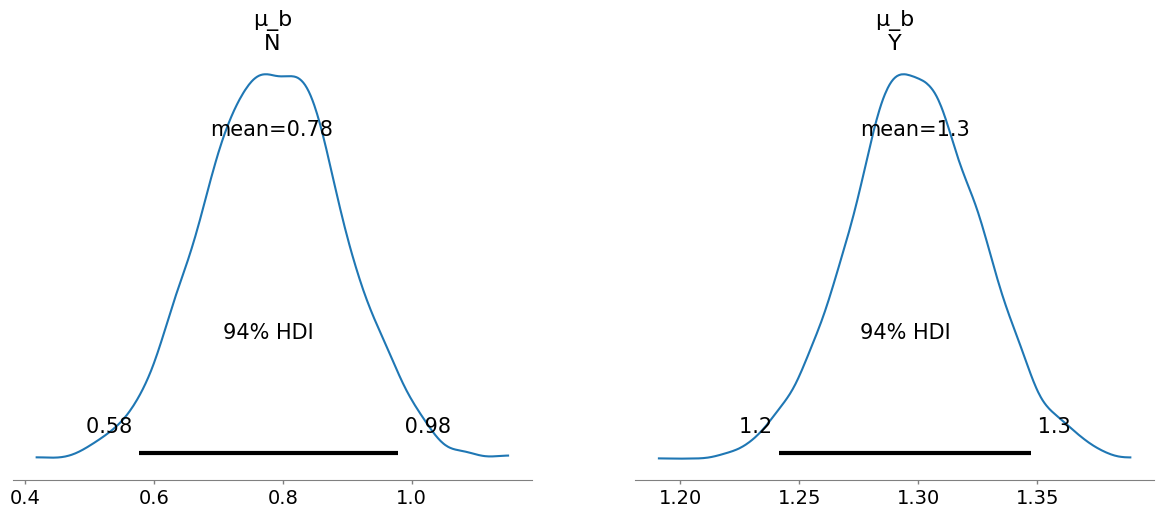 μ_b
N
mean=0.78
94% HDI
0.58 0.98
0.4 0.6 0.8 1.0
μ_b
Y
mean=1.3
94% HDI
1.2 1.3
1.20 1.25 1.30 1.35